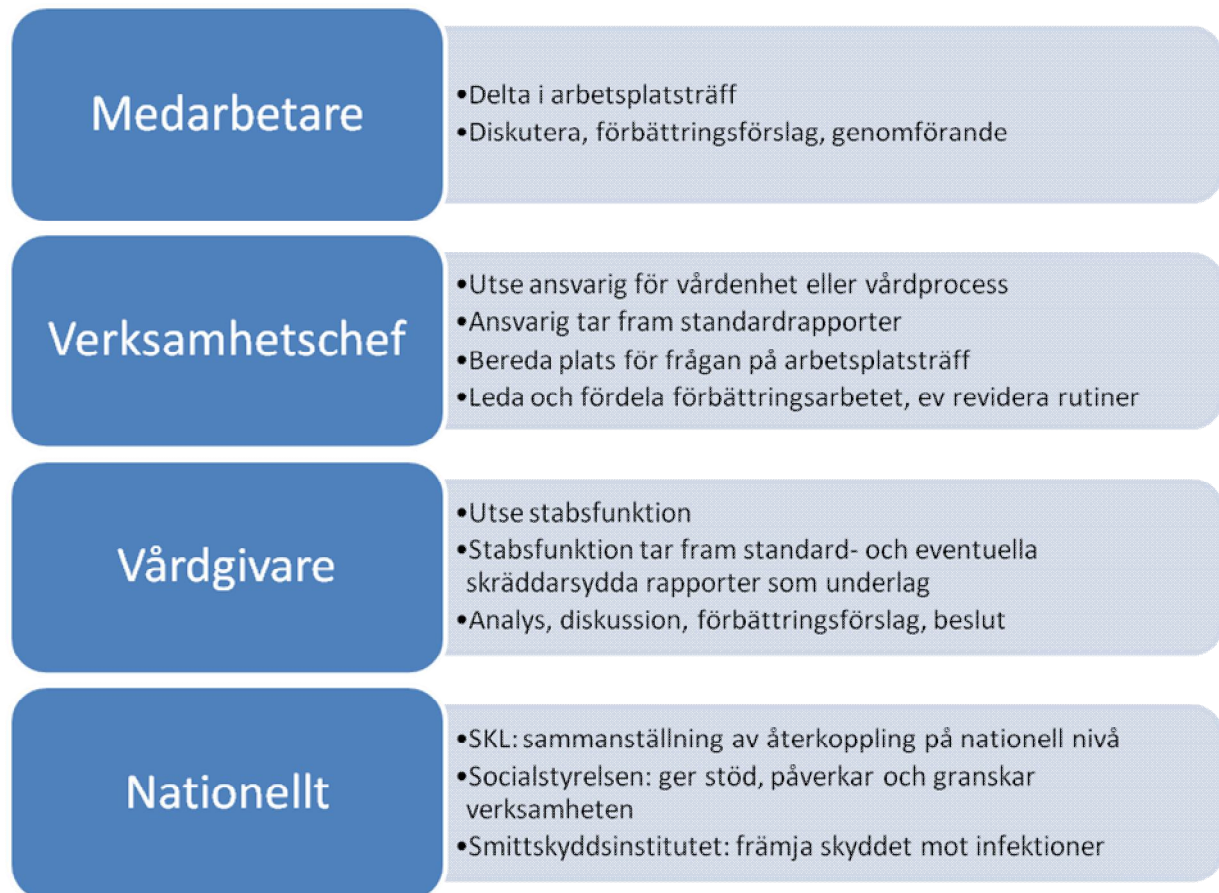 Medarbetare
•Delta i arbetsplatsträff
•Diskutera, förbättringsförslag, genomförande
Verksamhetschef
•Utse ansvarig för vårdenhet eller vårdprocess
•Ansvarig tar fram standardrapporter
•Bereda plats för frågan på arbetsplatsträff
•Leda och fördela förbättringsarbetet, ev revidera rutiner
Vårdgivare
•Utse stabsfunktion
•Stabsfunktion tar fram standard- och eventuella
skräddarsydda rapporter som underlag
•Analys, diskussion, förbättringsförslag, beslut
Nationellt
•SKL: sammanställning av återkoppling på nationell nivå
•Socialstyrelsen: ger stöd, påverkar och granskar
verksamheten
•Smittskyddsinstitutet: främja skyddet mot infektioner